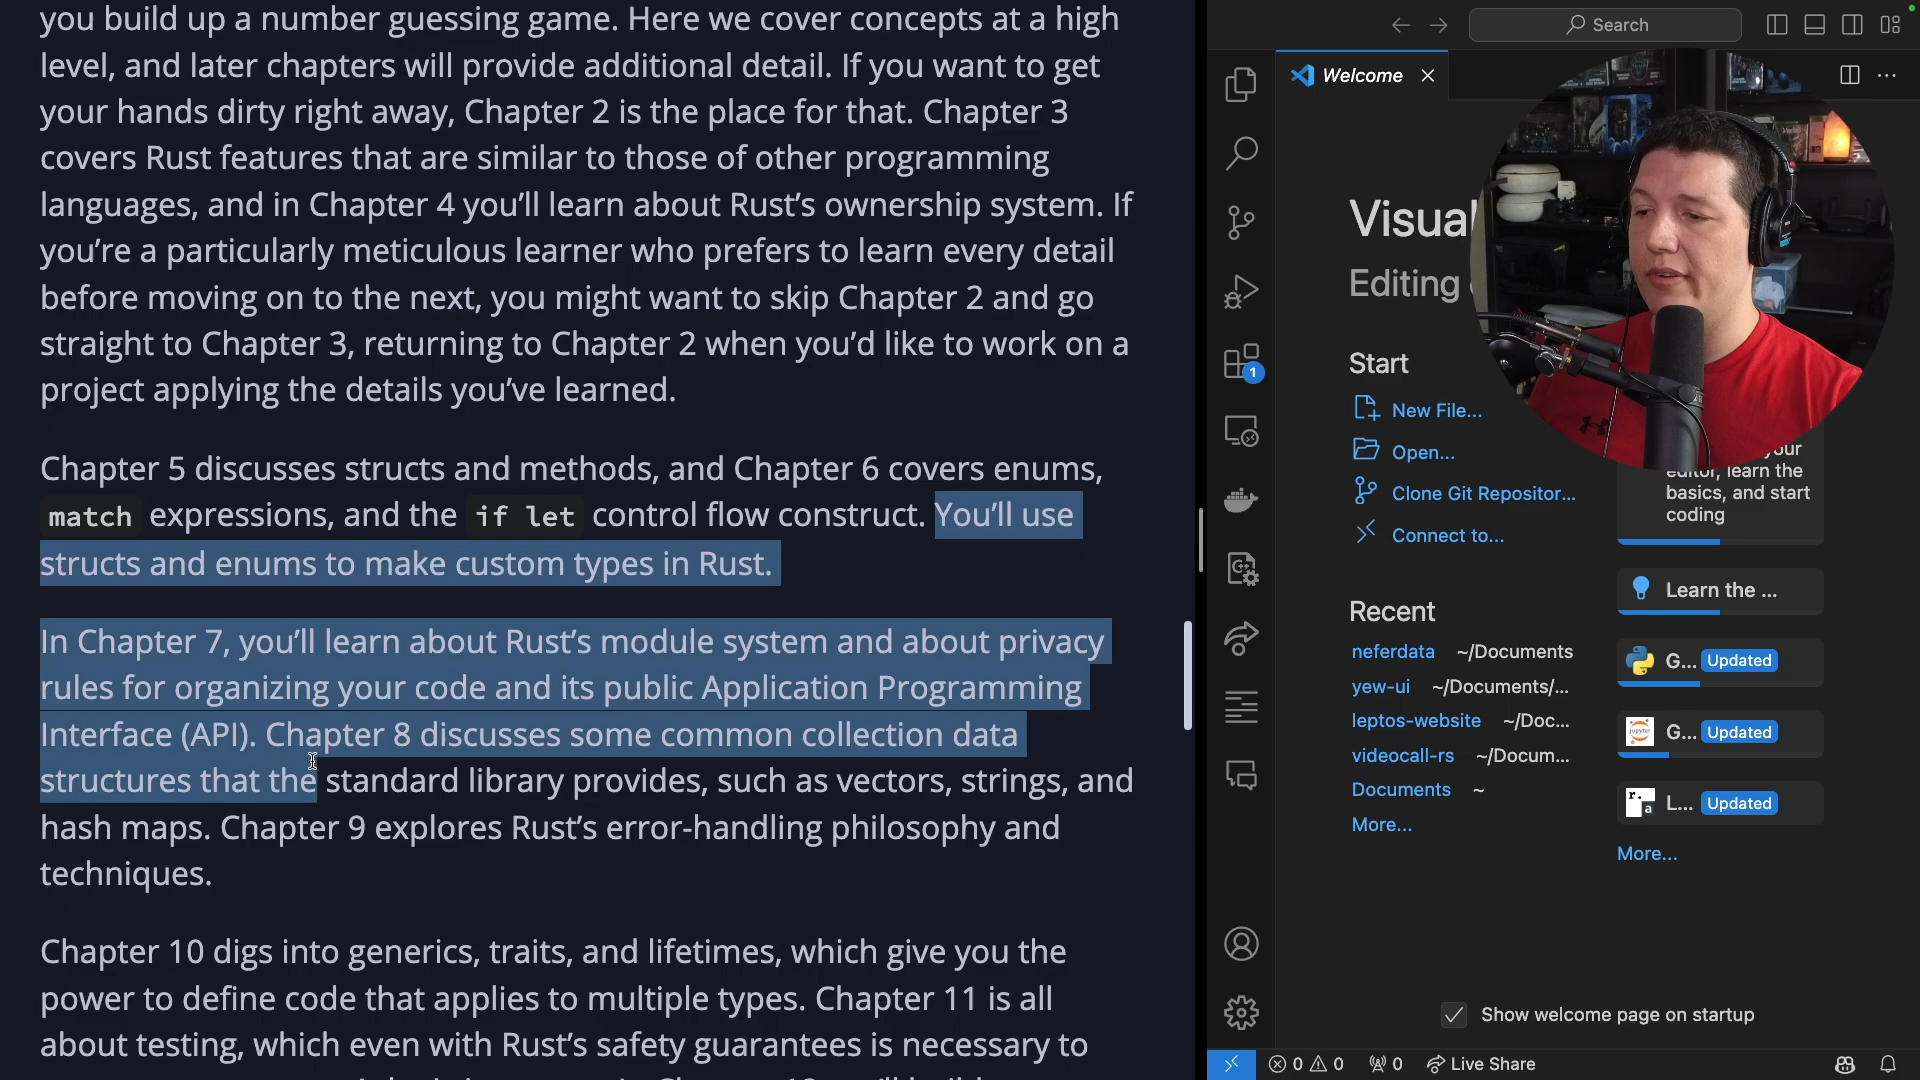 you build up a number guessing game. Here we cover concepts at a high
level, and later chapters will provide additional detail. If you want to get
your hands dirty right away, Chapter 2 is the place for that. Chapter 3
covers Rust features that are similar to those of other programming
languages, and in Chapter 4 you’ll learn about Rust’s ownership system. If
you’re a particularly meticulous learner who prefers to learn every detail
before moving on to the next, you might want to skip Chapter 2 and go
straight to Chapter 3, returning to Chapter 2 when you’d like to work on a
project applying the details you’ve learned.
Chapter 5 discusses structs and methods, and Chapter 6 covers enums,
match expressions, and the if let control flow construct. You’ll use
structs and enums to make custom types in Rust.
In Chapter 7, you’ll learn about Rust’s module system and about privacy
rules for organizing your code and its public Application Programming
Interface (API). Chapter 8 discusses some common collection data
structures that the standard library provides, such as vectors, strings, and
hash maps. Chapter 9 explores Rust’s error-handling philosophy and
techniques.
Chapter 10 digs into generics, traits, and lifetimes, which give you the
power to define code that applies to multiple types. Chapter 11 is all
about testing, which even with Rust’s safety guarantees is necessary to
Search
Welcome
1
Visual
Editing
Start
New File...
Open...
Clone Git Repositor...
Connect to...
Recent
neferdata ~/Documents
yew-ui ~/Documents/...
leptos-website ~/Doc...
videocall-rs ~/Docum...
Documents ~
More...
your
editor, learn the
basics, and start
coding
Learn the ...
G... Updated
jupyter G... Updated
r. a L... Updated
More...
Show welcome page on startup
0 0 0 Live Share